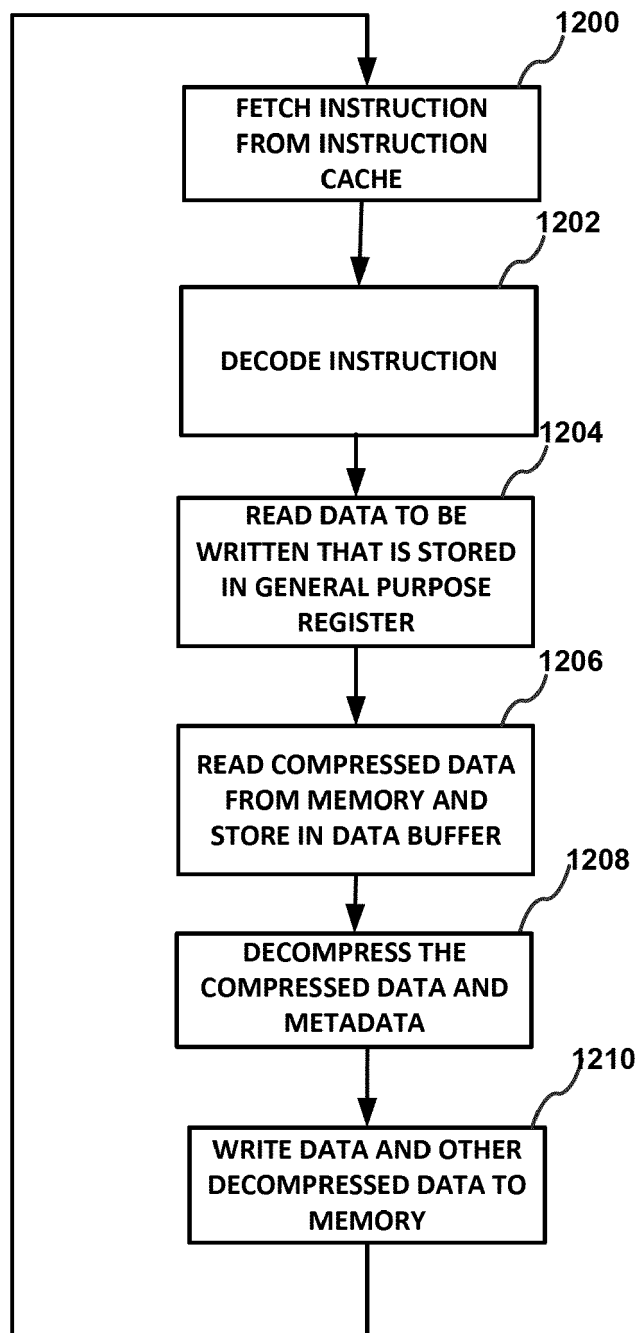 1200
FETCH INSTRUCTION
FROM INSTRUCTION
CACHE
1202
DECODE INSTRUCTION
1204
READ DATA TO BE
WRITTEN THAT IS STORED
IN GENERAL PURPOSE
REGISTER
1206
READ COMPRESSED DATA
FROM MEMORY AND
STORE IN DATA BUFFER
1208
DECOMPRESS THE
COMPRESSED DATA AND
METADATA
1210
WRITE DATA AND OTHER
DECOMPRESSED DATA TO
MEMORY